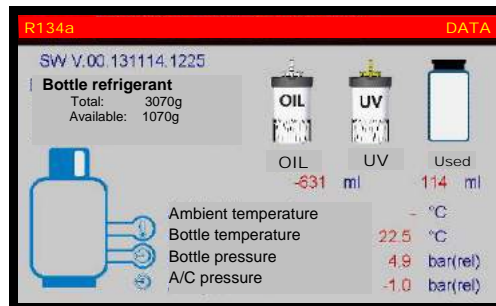 R134a DATA
SW V.00.131114.1225
Bottle refrigerant
Total: 3070g
Available: 1070g
OIL UV
OIL UV Used
-631 ml 114 ml
Ambient temperature - °C
Bottle temperature 22.5 °C
Bottle pressure 4.9 bar(rel)
A/C pressure -1.0 bar(rel)